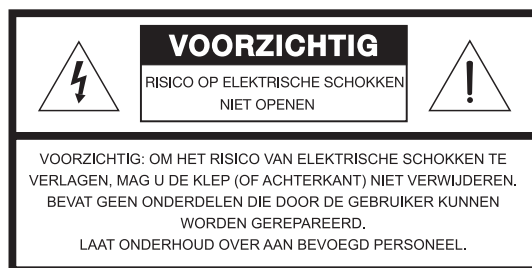 VOORZICHTIG
RISICO OP ELEKTRISCHE SCHOKKEN
NIET OPENEN
VOORZICHTIG: OM HET RISICO VAN ELEKTRISCHE SCHOKKEN TE
VERLAGEN, MAG U DE KLEP (OF ACHTERKANT) NIET VERWIJDEREN.
BEVAT GEEN ONDERDELEN DIE DOOR DE GEBRUIKER KUNNEN
WORDEN GEREPAREERD.
LAAT ONDERHOUD OVER AAN BEVOEGD PERSONEEL.